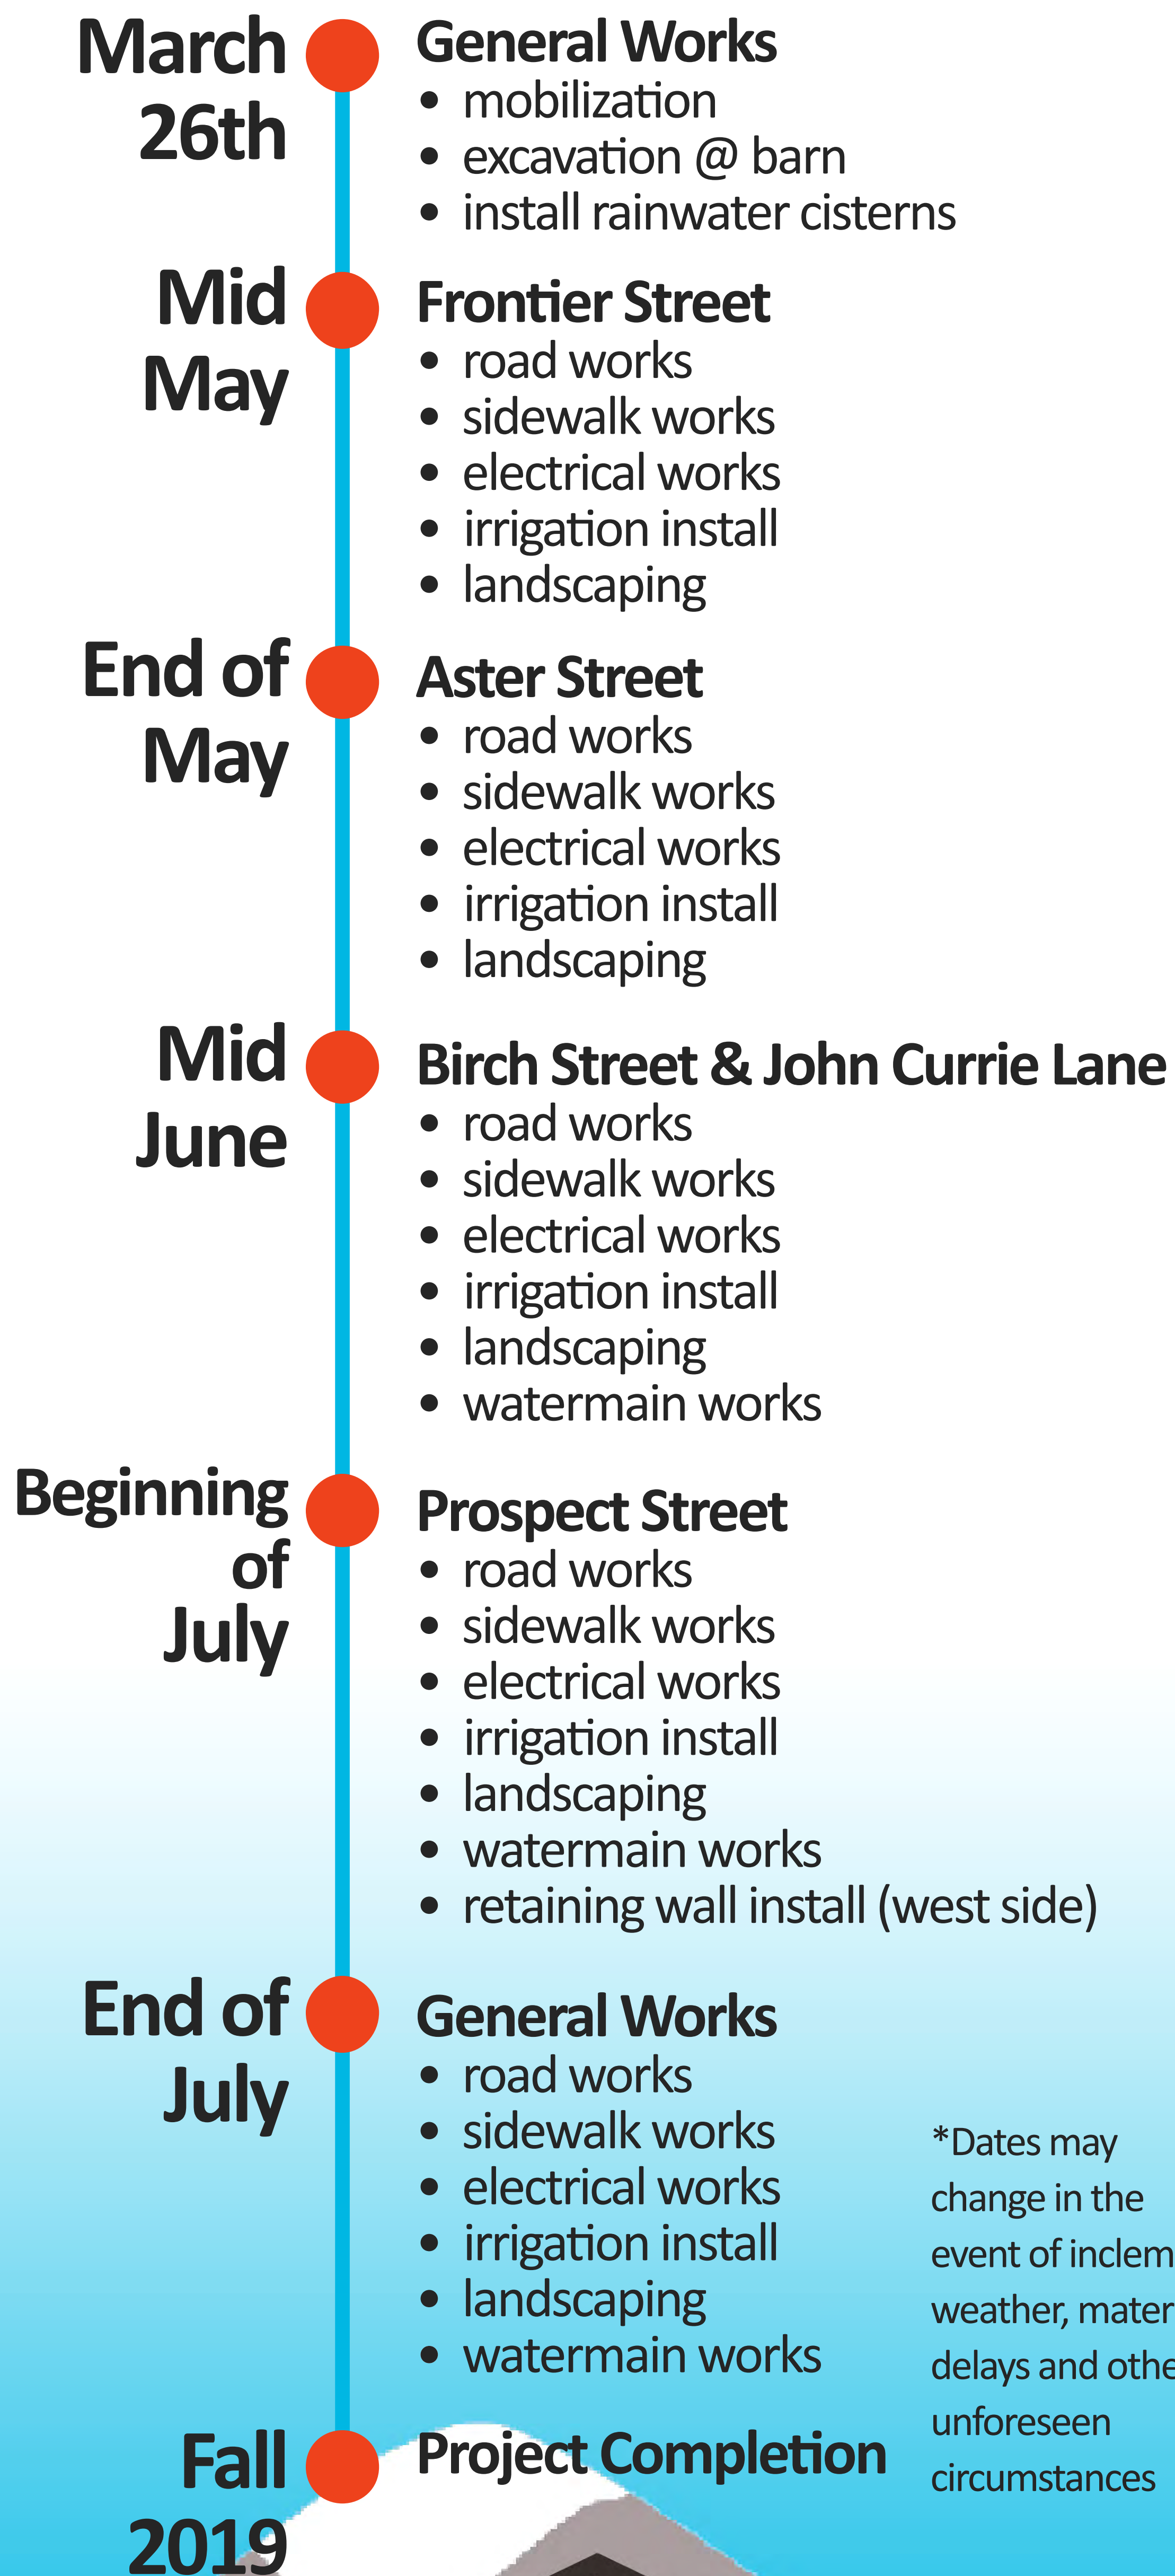 March
26th
General Works
• mobilization
• excavation @ barn
• install rainwater cisterns
Mid
May
Frontier Street
• road works
• sidewalk works
• electrical works
• irrigation install
• landscaping
End of
May
Aster Street
• road works
• sidewalk works
• electrical works
• irrigation install
• landscaping
Mid
June
Birch Street & John Currie Lane
• road works
• sidewalk works
• electrical works
• irrigation install
• landscaping
• watermain works
Beginning
of
July
Prospect Street
• road works
• sidewalk works
• electrical works
• irrigation install
• landscaping
• watermain works
• retaining wall install (west side)
End of
July
General Works
• road works
• sidewalk works
• electrical works
• irrigation install
• landscaping
• watermain works
*Dates may
change in the
event of
weather,
delays and
unforeseen
circumstances
Fall
2019
Project Completion